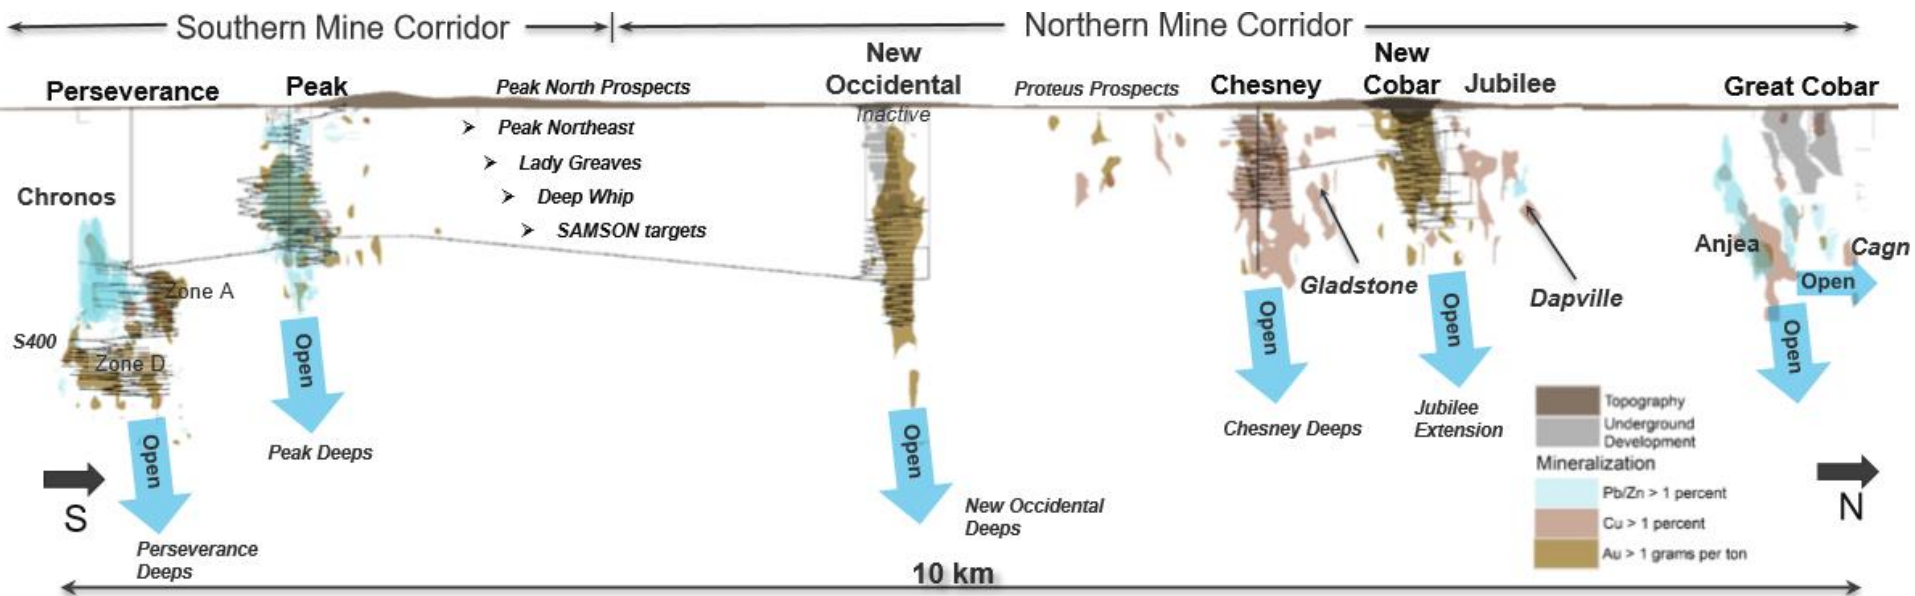 Southern Mine Corridor
Northern Mine Corridor
Perseverance
Peak
Peak North Prospects
New
Occidental
Inactive
Proteus Prospects
Chesney
New
Cobar
Jubilee
Great Cobar
Peak Northeast
Lady Greaves
Deep Whip
SAMSON targets
Chronos
Zone A
S400
Zone D
Gladstone
Dapville
Anjea
Cagn
Open
Open
Open
Open
Open
Open
Open
Perseverance
Deeps
Peak Deeps
New Occidental
Deeps
Chesney Deeps
Jubilee
Extension
Topography
Underground
Development
Mineralization
Pb/Zn > 1 percent
Cu > 1 percent
Au > 1 grams per ton
S
N
10 km